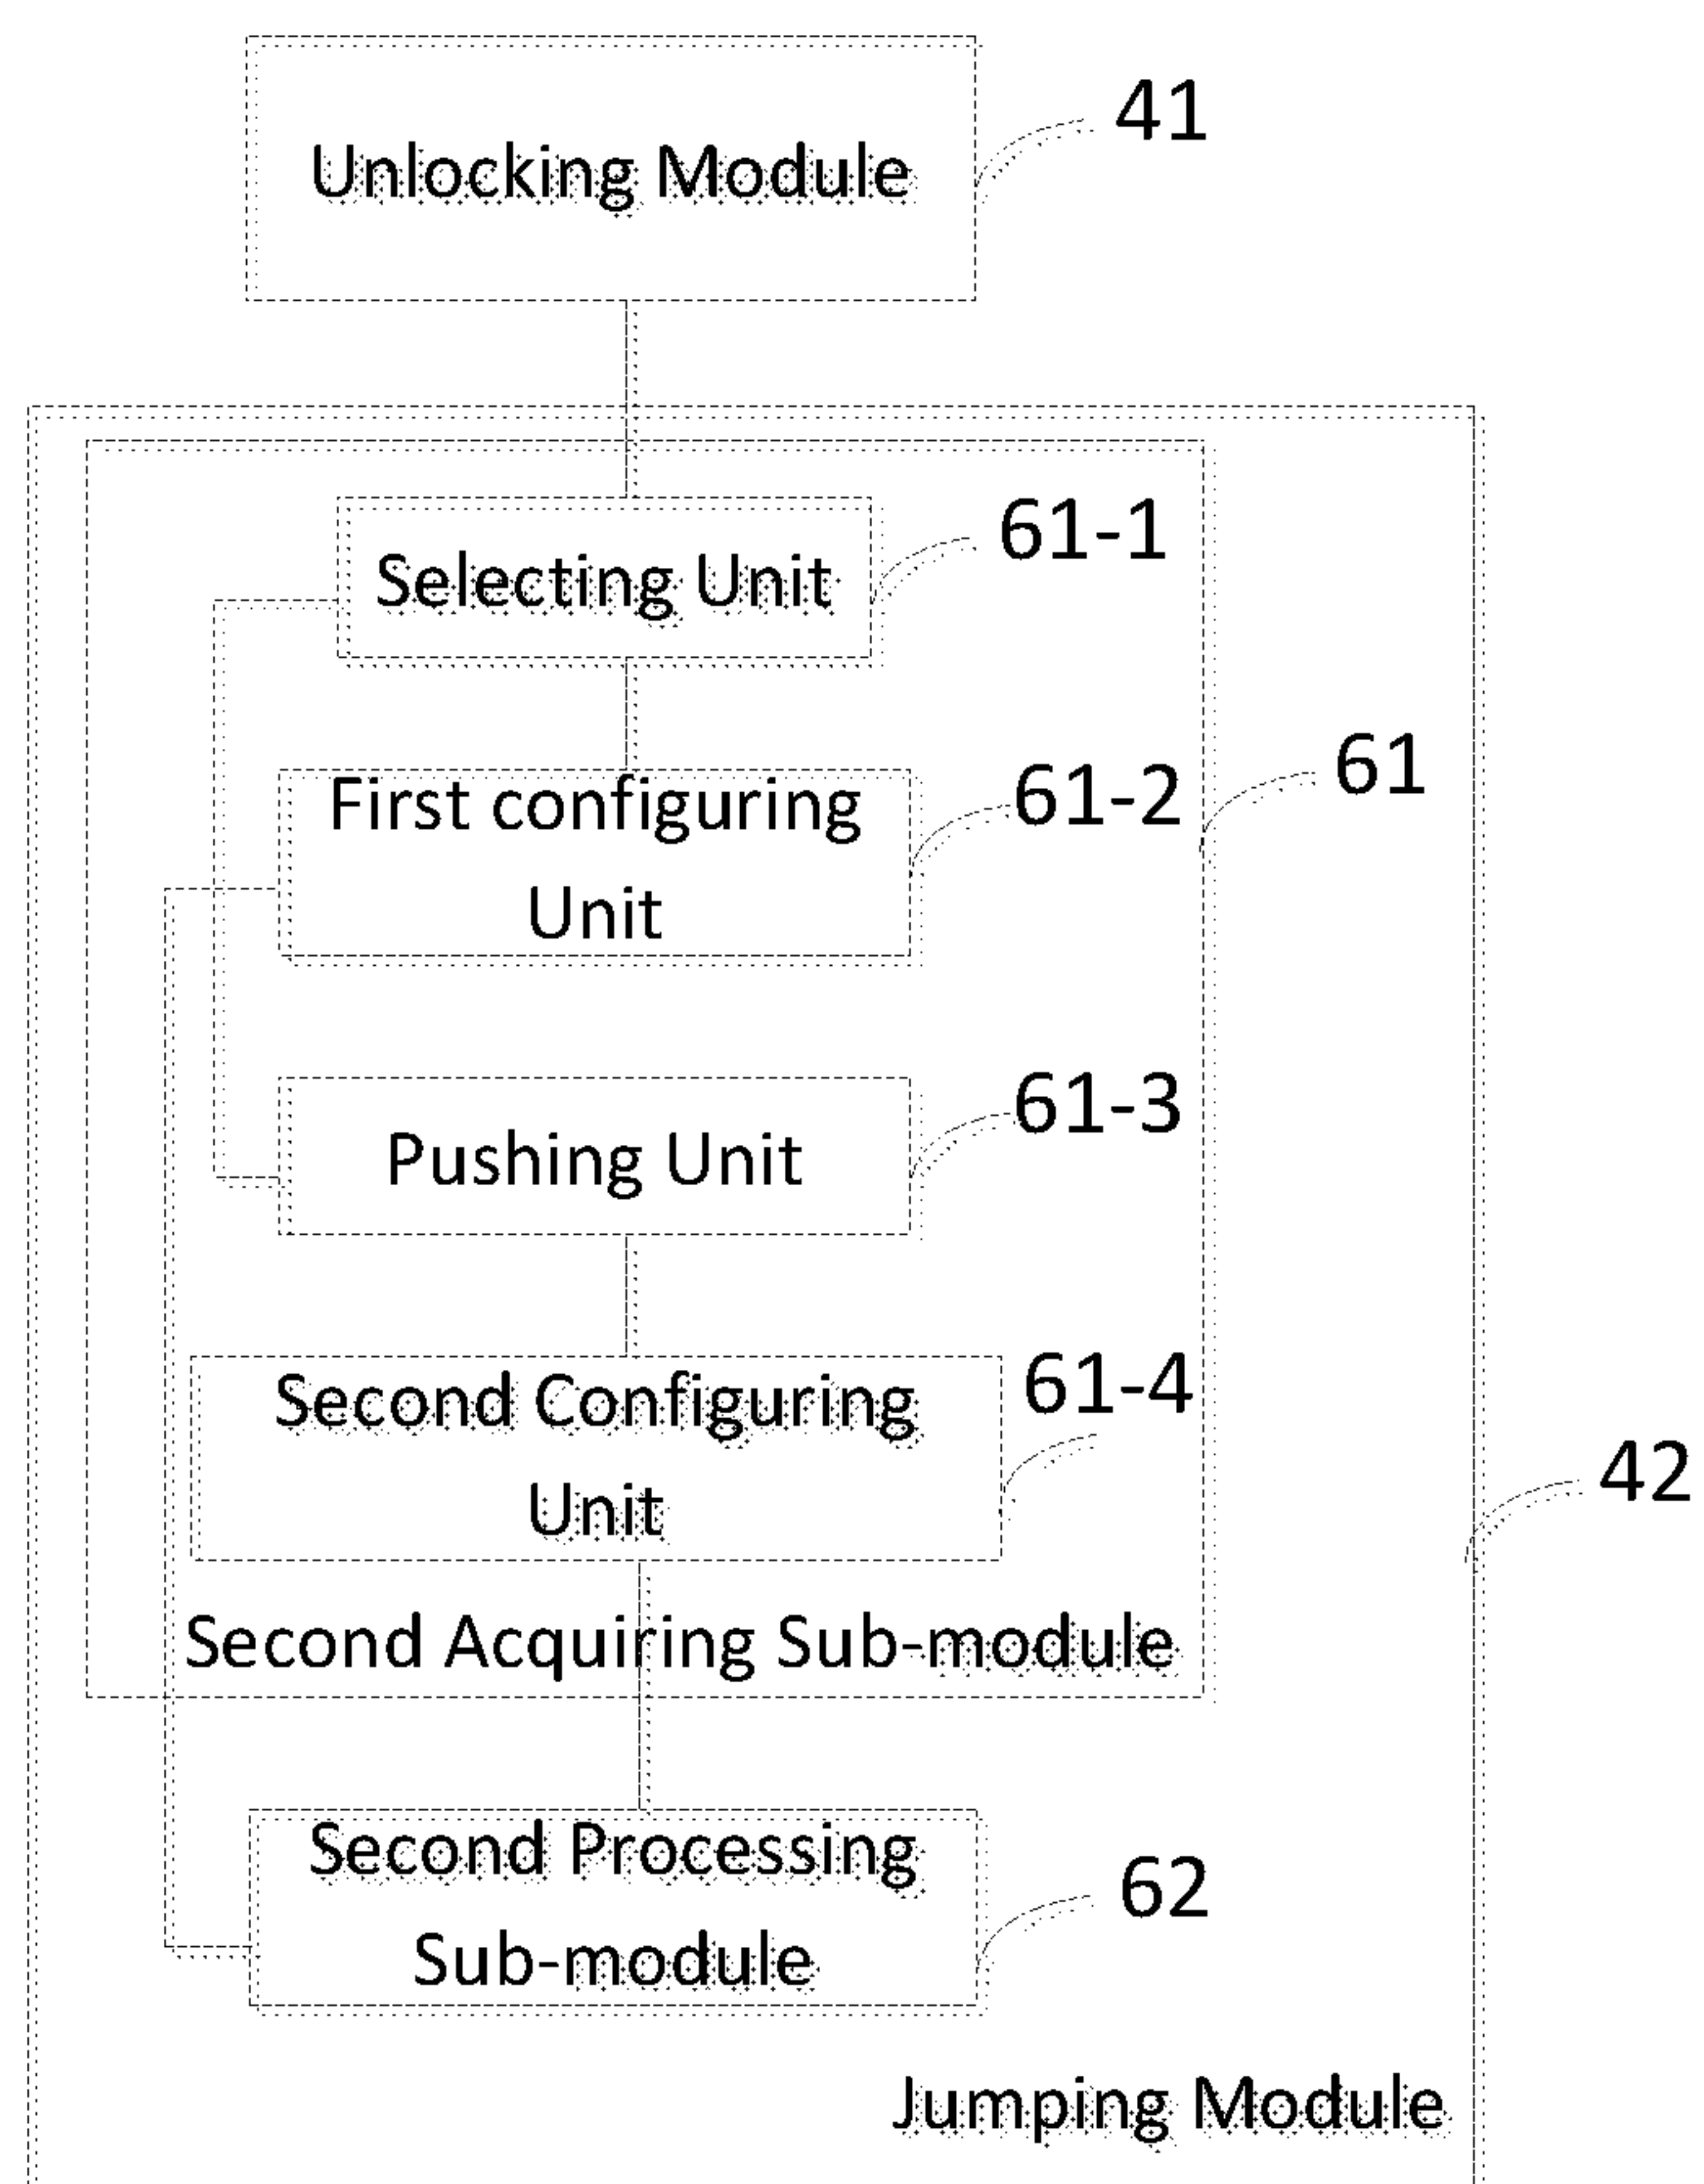 Unlocking Module
41
Selecting Unit
61-1
First configuring
Unit
61-2
61
Pushing Unit
61-3
Second Configuring
Unit
61-4
42
Second Acquiring Sub-module
Second Processing
Sub-module
62
Jumping Module